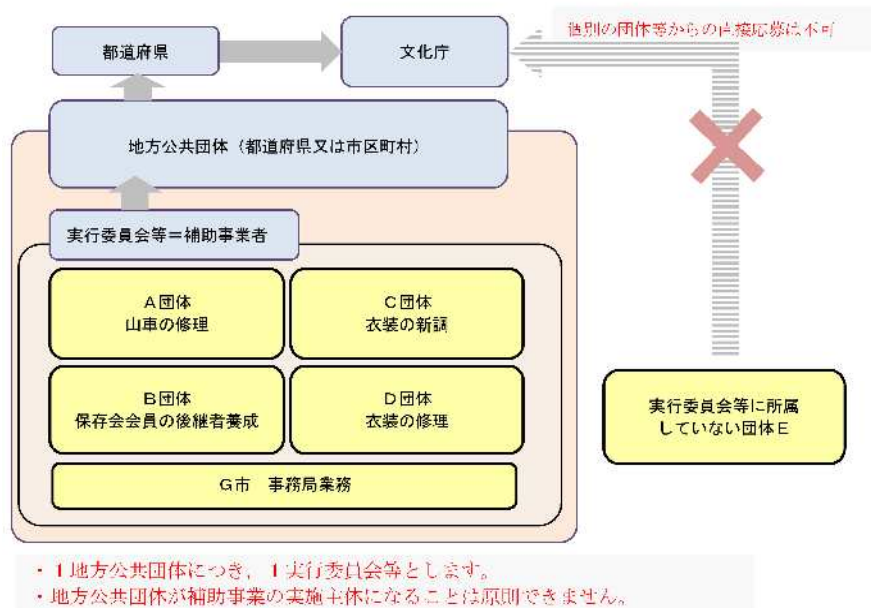 個別の団体等からの直接応募は不可
都道府県
文化庁
地方公共団体（都道府県又は市区町村）
実行委員会等＝補助事業者
A団体
山車の修理
C団体
衣装の新調
B団体
保存会会員の後継者養成
D団体
衣装の修理
G市　事務局業務
実行委員会等に所属
していない団体E
・１地方公共団体につき，１実行委員会等とします。
・地方公共団体が補助事業の実施主体になることは原則できません。